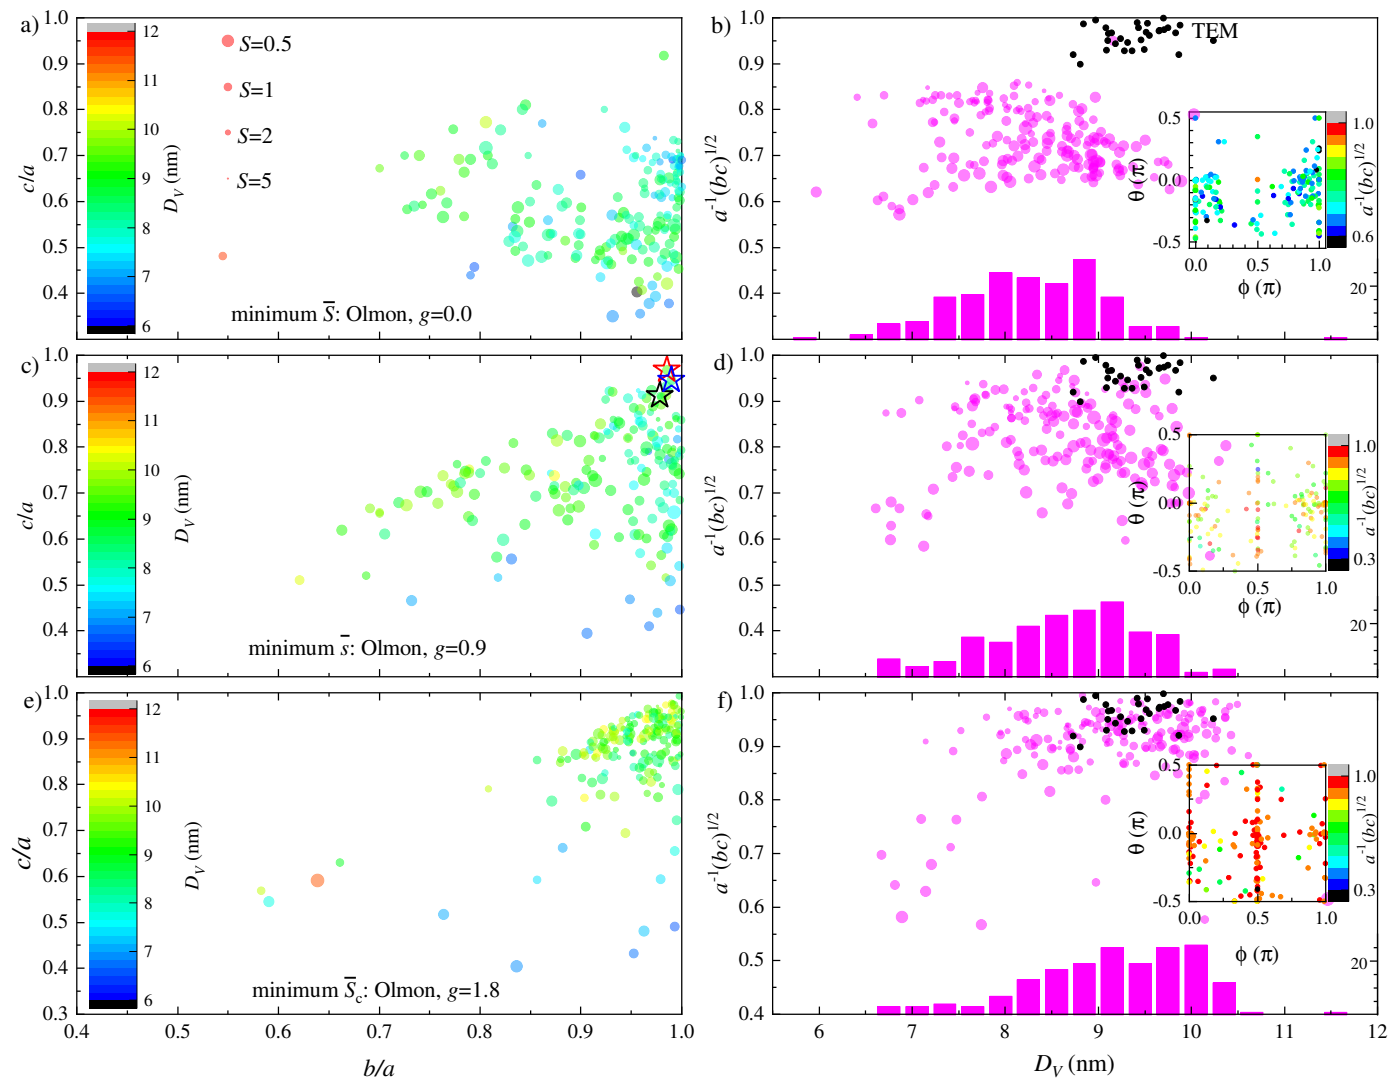 a)
1.0
0.9
0.8
0.7
0.6
0.5
0.4
c/a
12
11
10
9
8
7
6
D_V (nm)
S=0.5
S=1
S=2
S=5
minimum S̅: Olmon, g=0.0
b)
1.0
0.9
0.8
0.7
0.6
0.5
0.4
a⁻¹(bc)^1/2
TEM
0.5
0.0
-0.5
θ (π)
0.0 0.5 1.0
ϕ (π)
1.0
0.6
a⁻¹(bc)^1/2
20
c)
1.0
0.9
0.8
0.7
0.6
0.5
0.4
c/a
12
11
10
9
8
7
6
D_V (nm)
minimum s̅: Olmon, g=0.9
d)
1.0
0.9
0.8
0.7
0.6
0.5
0.4
a⁻¹(bc)^1/2
0.5
0.0
-0.5
θ (π)
0.0 0.5 1.0
ϕ (π)
1.0
0.3
a⁻¹(bc)^1/2
20
e)
1.0
0.9
0.8
0.7
0.6
0.5
0.4
0.3
c/a
12
11
10
9
8
7
6
D_V (nm)
minimum S̅_c: Olmon, g=1.8
0.4 0.5 0.6 0.7 0.8 0.9 1.0
b/a
f)
1.0
0.9
0.8
0.7
0.6
0.5
0.4
a⁻¹(bc)^1/2
0.5
0.0
-0.5
θ (π)
0.0 0.5 1.0
ϕ (π)
1.0
0.3
a⁻¹(bc)^1/2
20
6 7 8 9 10 11 12
D_V (nm)